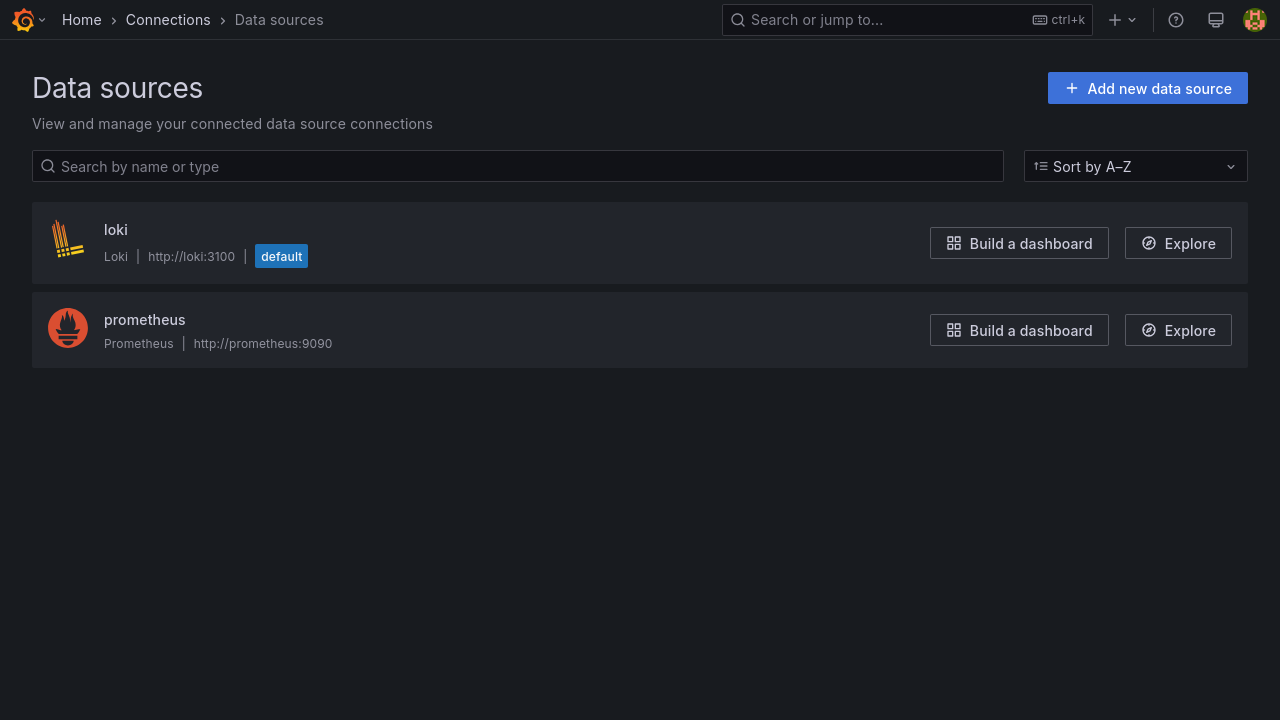 Home > Connections > Data sources
Search or jump to...
ctrl+k
Data sources
Add new data source
View and manage your connected data source connections
Search by name or type
Sort by A–Z
loki
Loki | http://loki:3100 | default
Build a dashboard
Explore
prometheus
Prometheus | http://prometheus:9090
Build a dashboard
Explore